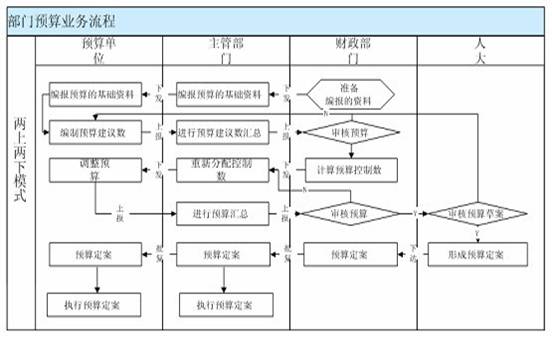 部门预算业务流程
预算单
位
主管部
门
财政部
门
人
大
两上两下模式
编报预算的基础资料
下发
编报预算的基础资料
下发
准备
编报的资料
N
编制预算建议数
上报
进行预算建议数汇总
上报
审核预算
Y
调整预
算
下发
重新分配控制
数
下发
计算预算控制数
N
上报
进行预算汇总
上报
审核预算
Y
审核预算草案
Y
预算定案
批复
预算定案
批复
预算定案
下达
形成预算定案
执行预算定案
执行预算定案